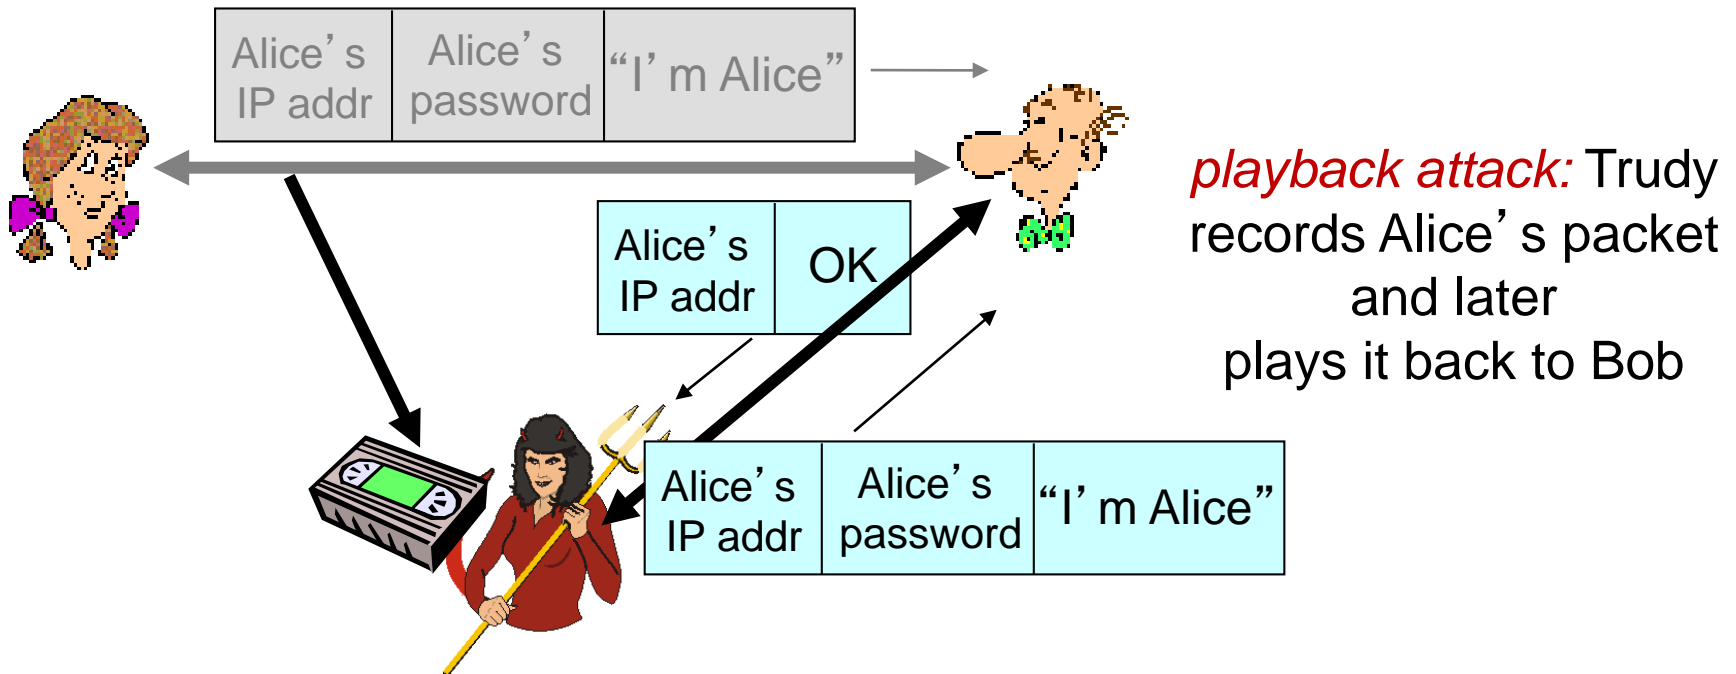 Alice’s
IP addr
Alice’s
password
“I’m Alice”
Alice’s
IP addr
OK
playback attack: Trudy
records Alice’s packet
and later
plays it back to Bob
Alice’s
IP addr
Alice’s
password
“I’m Alice”